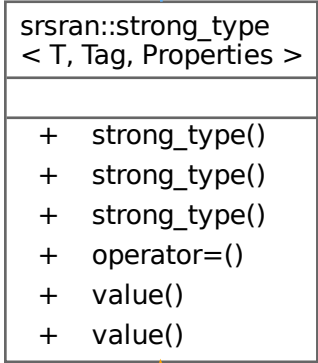 srsran::strong_type
< T, Tag, Properties >
+ strong_type()
+ strong_type()
+ strong_type()
+ operator=()
+ value()
+ value()